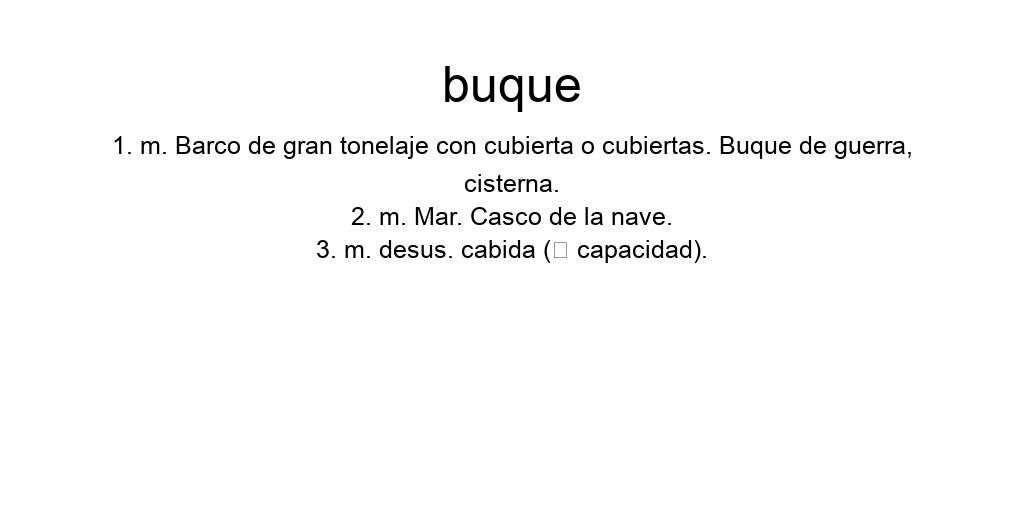 buque
1. m. Barco de gran tonelaje con cubierta o cubiertas. Buque de guerra,
cisterna.
2. m. Mar. Casco de la nave.
3. m. desus. cabida (▯ capacidad).